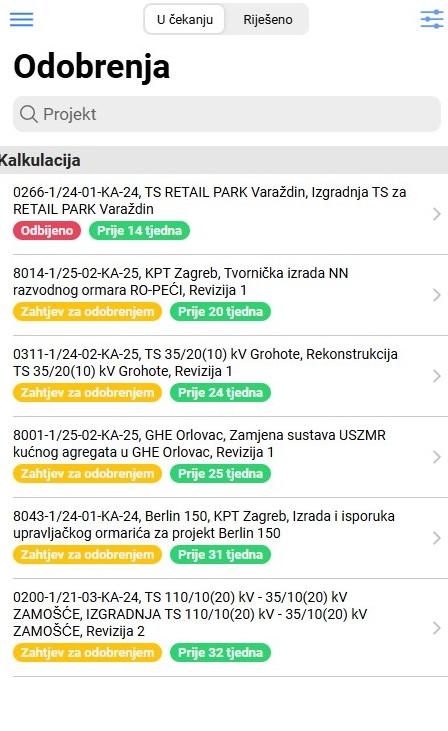 U čekanju Riješeno
Odobrenja
Projekt
Kalkulacija
0266-1/24-01-KA-24, TS RETAIL PARK Varaždin, Izgradnja TS za
RETAIL PARK Varaždin
Odbijeno Prije 14 tjedna
8014-1/25-02-KA-25, KPT Zagreb, Tvornička izrada NN
razvodnog ormara RO-PEĆI, Revizija 1
Zahtjev za odobrenjem Prije 20 tjedna
0311-1/24-02-KA-25, TS 35/20(10) kV Grohote, Rekonstrukcija
TS 35/20(10) kV Grohote, Revizija 1
Zahtjev za odobrenjem Prije 24 tjedna
8001-1/25-02-KA-25, GHE Orlovac, Zamjena sustava USZMR
kućnog agregata u GHE Orlovac, Revizija 1
Zahtjev za odobrenjem Prije 25 tjedna
8043-1/24-01-KA-24, Berlin 150, KPT Zagreb, Izrada i isporuka
upravljačkog ormarića za projekt Berlin 150
Zahtjev za odobrenjem Prije 31 tjedna
0200-1/21-03-KA-24, TS 110/10(20) kV - 35/10(20) kV
ZAMOŠĆE, IZGRADNJA TS 110/10(20) kV - 35/10(20) kV
ZAMOŠĆE, Revizija 2
Zahtjev za odobrenjem Prije 32 tjedna